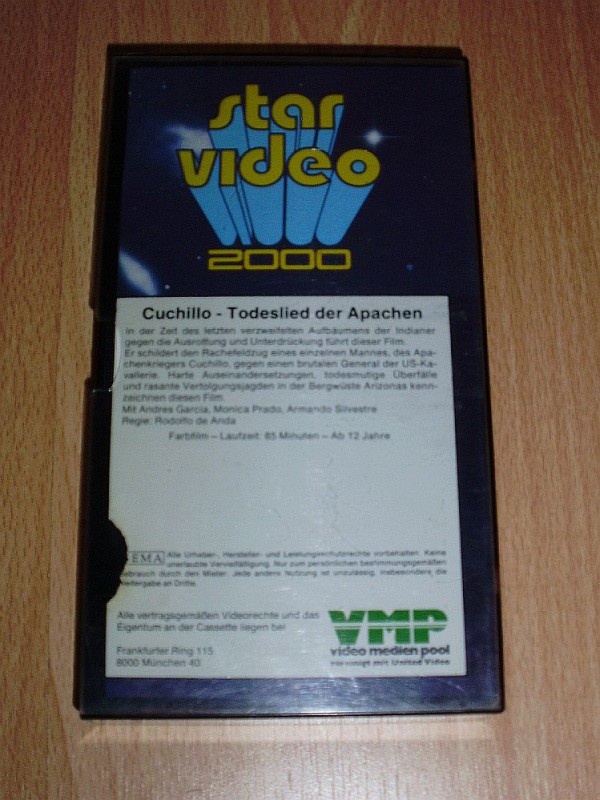 star
video
2000
Cuchillo - Todeslied der Apachen
In der Zeit des letzten verzweifelten Aufbäumens der Indianer
gegen die Ausrottung und Unterdrückung führt dieser Film.
Er schildert den Rachefeldzug eines einzelnen Mannes, des Apa-
chenkriegers Cuchillo, gegen einen brutalen General der US-Ka-
vallerie. Harte Auseinandersetzungen, todesmutige Überfälle
und rasante Verfolgungsjagden in der Bergwüste Arizonas kenn-
zeichnen diesen Film.
Mit Andres Garcia, Monica Prado, Armando Silvestre
Regie: Rodolfo de Anda
Farbfilm – Laufzeit: 85 Minuten – Ab 12 Jahre
EMA Alle Urheber-, Hersteller- und Leistungsschutzrechte vorbehalten. Keine
unerlaubte Vervielfältigung. Nur zum persönlichen bestimmungsgemäßen
ebrauch durch den Mieter. Jede andere Nutzung ist unzulässig, insbesondere die
eitergabe an Dritte.
Alle vertragsgemäßen Videorechte und das
Eigentum an der Cassette liegen bei
Frankfurter Ring 115
8000 München 40
VMP
video medien pool
vereinigt mit United Video